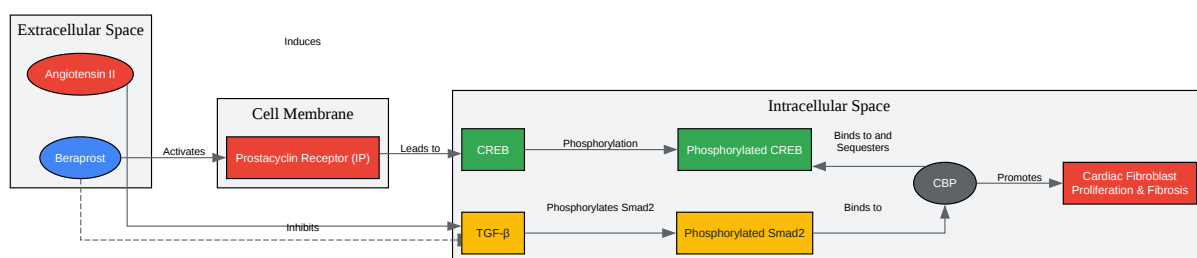 Extracellular Space
Induces
Angiotensin II
Cell Membrane
Intracellular Space
Beraprost
Activates
Prostacyclin Receptor (IP)
Leads to
CREB
Phosphorylation
Phosphorylated CREB
Binds to and
Sequesters
CBP
Promotes
Cardiac Fibroblast
Proliferation & Fibrosis
Inhibits
TGF-β
Phosphorylates Smad2
Phosphorylated Smad2
Binds to